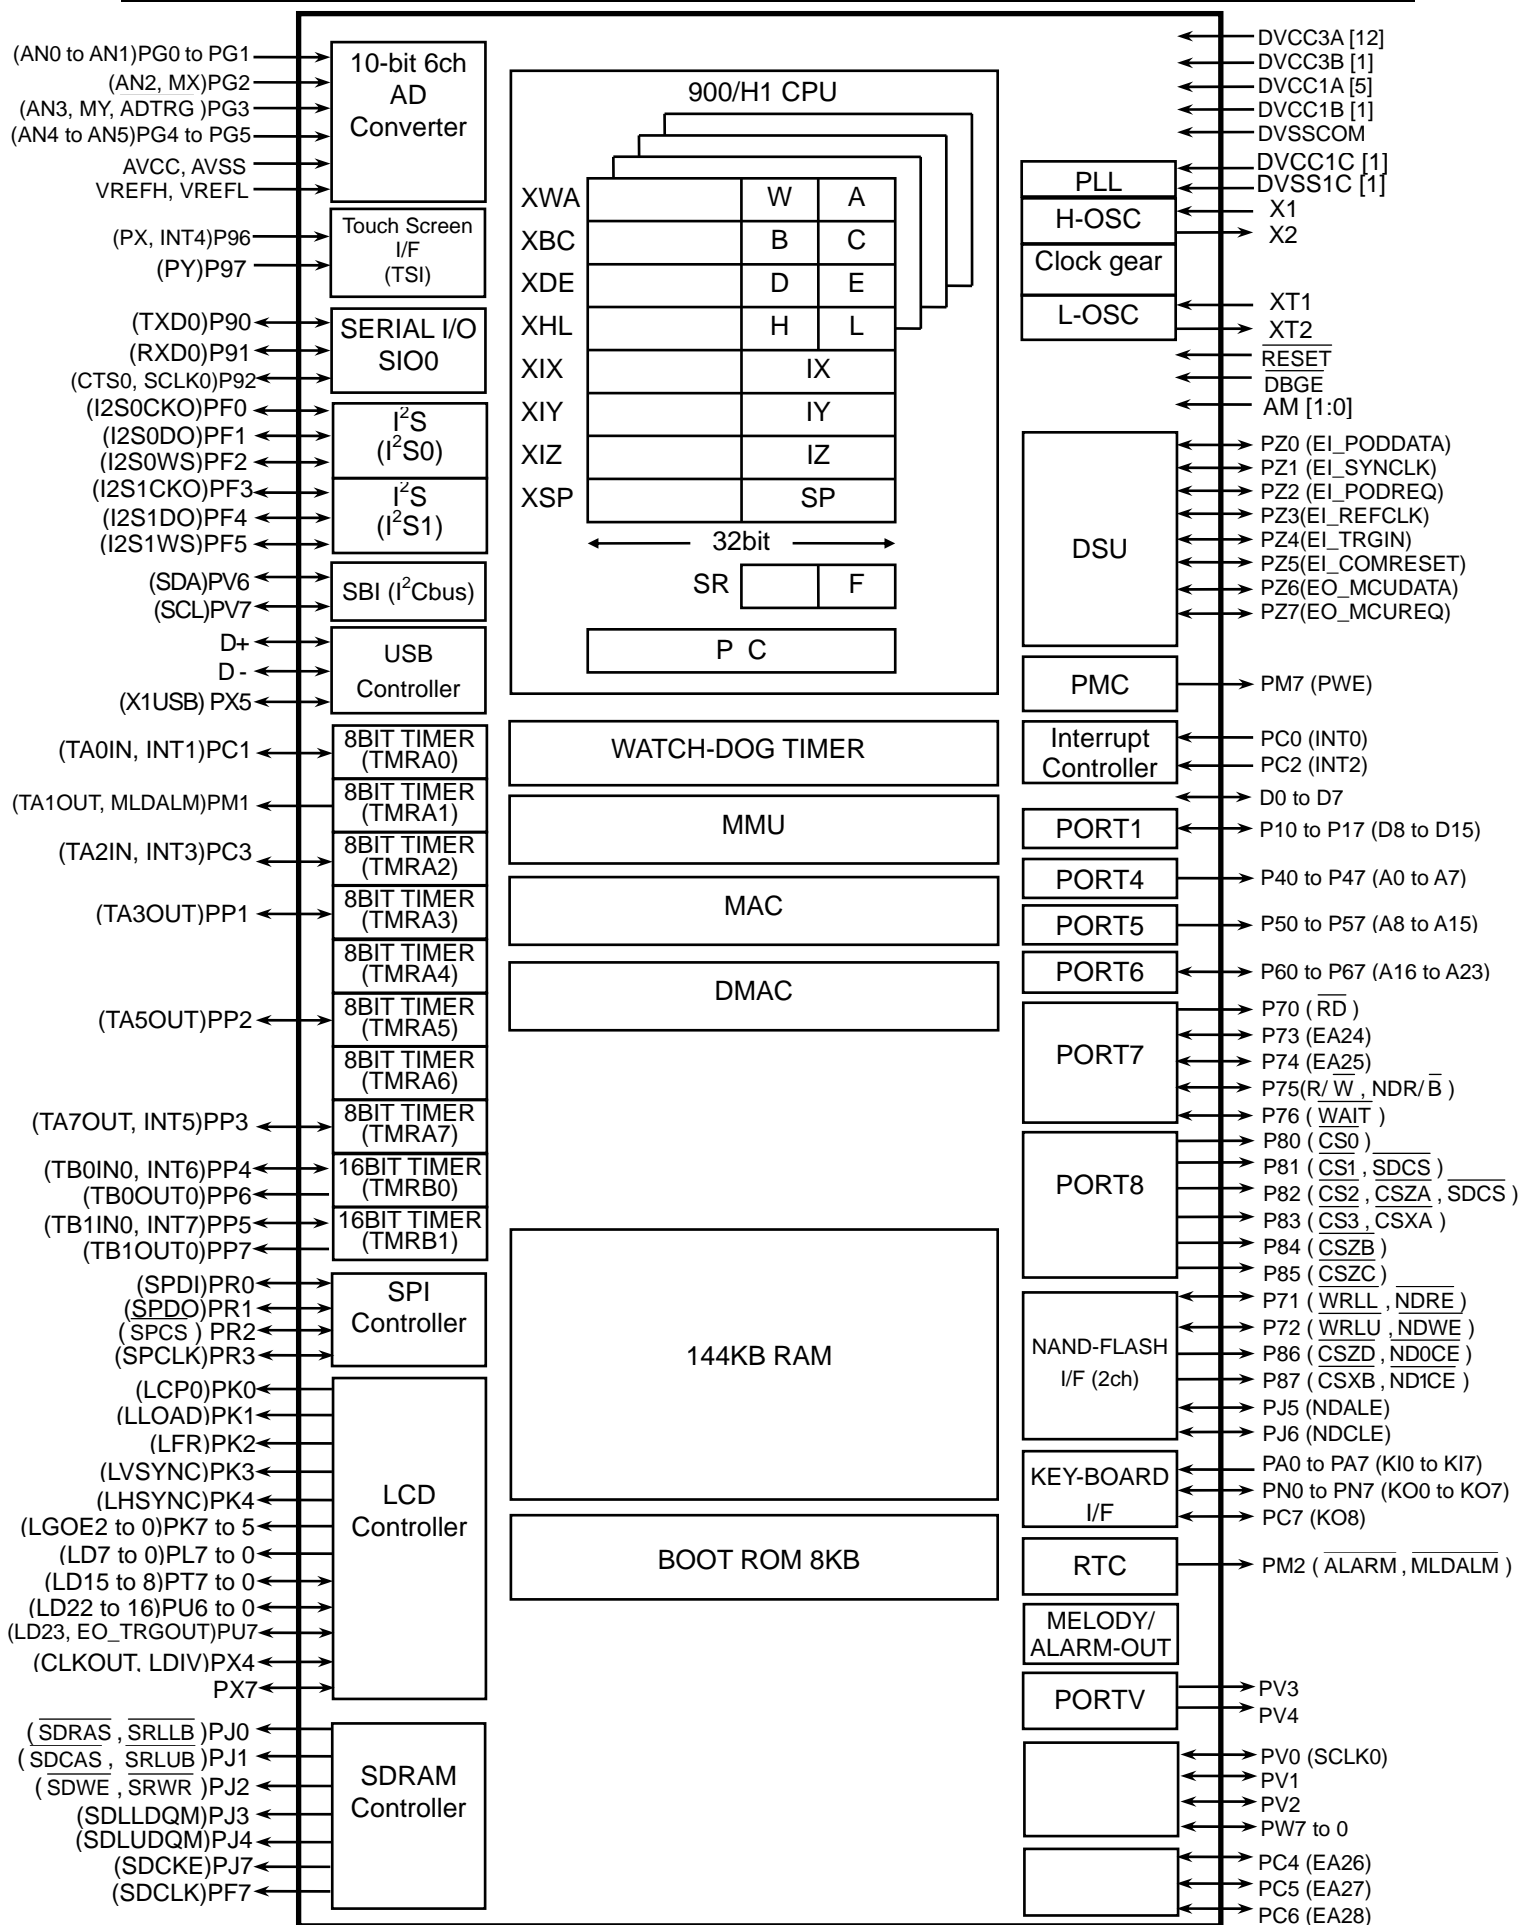 (AN0 to AN1)PG0 to PG1
(AN2, MX)PG2
(AN3, MY, ADTRG )PG3
(AN4 to AN5)PG4 to PG5
AVCC, AVSS
VREFH, VREFL
10-bit 6ch
AD
Converter
(PX, INT4)P96
(PY)P97
Touch Screen
I/F
(TSI)
(TXD0)P90
(RXD0)P91
(CTS0, SCLK0)P92
SERIAL I/O
SIO0
(I2S0CKO)PF0
(I2S0DO)PF1
(I2S0WS)PF2
I²S
(I²S0)
(I2S1CKO)PF3
(I2S1DO)PF4
(I2S1WS)PF5
I²S
(I²S1)
(SDA)PV6
(SCL)PV7
SBI (I²Cbus)
D+
D -
(X1USB) PX5
USB
Controller
(TA0IN, INT1)PC1
8BIT TIMER
(TMRA0)
(TA1OUT, MLDALM)PM1
8BIT TIMER
(TMRA1)
(TA2IN, INT3)PC3
8BIT TIMER
(TMRA2)
(TA3OUT)PP1
8BIT TIMER
(TMRA3)
8BIT TIMER
(TMRA4)
(TA5OUT)PP2
8BIT TIMER
(TMRA5)
8BIT TIMER
(TMRA6)
(TA7OUT, INT5)PP3
8BIT TIMER
(TMRA7)
(TB0IN0, INT6)PP4
(TB0OUT0)PP6
16BIT TIMER
(TMRB0)
(TB1IN0, INT7)PP5
(TB1OUT0)PP7
16BIT TIMER
(TMRB1)
(SPDI)PR0
(SPDO)PR1
( SPCS ) PR2
(SPCLK)PR3
SPI
Controller
(LCP0)PK0
(LLOAD)PK1
(LFR)PK2
(LVSYNC)PK3
(LHSYNC)PK4
(LGOE2 to 0)PK7 to 5
(LD7 to 0)PL7 to 0
(LD15 to 8)PT7 to 0
(LD22 to 16)PU6 to 0
(LD23, EO_TRGOUT)PU7
(CLKOUT, LDIV)PX4
PX7
LCD
Controller
( SDRAS , SRLLB )PJ0
( SDCAS , SRLUB )PJ1
( SDWE , SRWR )PJ2
(SDLLDQM)PJ3
(SDLUDQM)PJ4
(SDCKE)PJ7
(SDCLK)PF7
SDRAM
Controller
900/H1 CPU
XWA W A
XBC B C
XDE D E
XHL H L
XIX IX
XIY IY
XIZ IZ
XSP SP
32bit
SR F
P C
WATCH-DOG TIMER
MMU
MAC
DMAC
144KB RAM
BOOT ROM 8KB
DVCC3A [12]
DVCC3B [1]
DVCC1A [5]
DVCC1B [1]
DVSSCOM
PLL
DVCC1C [1]
DVSS1C [1]
H-OSC
X1
X2
Clock gear
L-OSC
XT1
XT2
RESET
DBGE
AM [1:0]
DSU
PZ0 (EI_PODDATA)
PZ1 (EI_SYNCLK)
PZ2 (EI_PODREQ)
PZ3(EI_REFCLK)
PZ4(EI_TRGIN)
PZ5(EI_COMRESET)
PZ6(EO_MCUDATA)
PZ7(EO_MCUREQ)
PMC
PM7 (PWE)
Interrupt
Controller
PC0 (INT0)
PC2 (INT2)
D0 to D7
PORT1
P10 to P17 (D8 to D15)
PORT4
P40 to P47 (A0 to A7)
PORT5
P50 to P57 (A8 to A15)
PORT6
P60 to P67 (A16 to A23)
PORT7
P70 ( RD )
P73 (EA24)
P74 (EA25)
P75(R/ W , NDR/ B )
P76 ( WAIT )
PORT8
P80 ( CS0 )
P81 ( CS1 , SDCS )
P82 ( CS2 , CSZA , SDCS )
P83 ( CS3 , CSXA )
P84 ( CSZB )
P85 ( CSZC )
NAND-FLASH
I/F (2ch)
P71 ( WRLL , NDRE )
P72 ( WRLU , NDWE )
P86 ( CSZD , ND0CE )
P87 ( CSXB , ND1CE )
PJ5 (NDALE)
PJ6 (NDCLE)
KEY-BOARD
I/F
PA0 to PA7 (KI0 to KI7)
PN0 to PN7 (KO0 to KO7)
PC7 (KO8)
RTC
PM2 ( ALARM , MLDALM )
MELODY/
ALARM-OUT
PORTV
PV3
PV4
PV0 (SCLK0)
PV1
PV2
PW7 to 0
PC4 (EA26)
PC5 (EA27)
PC6 (EA28)